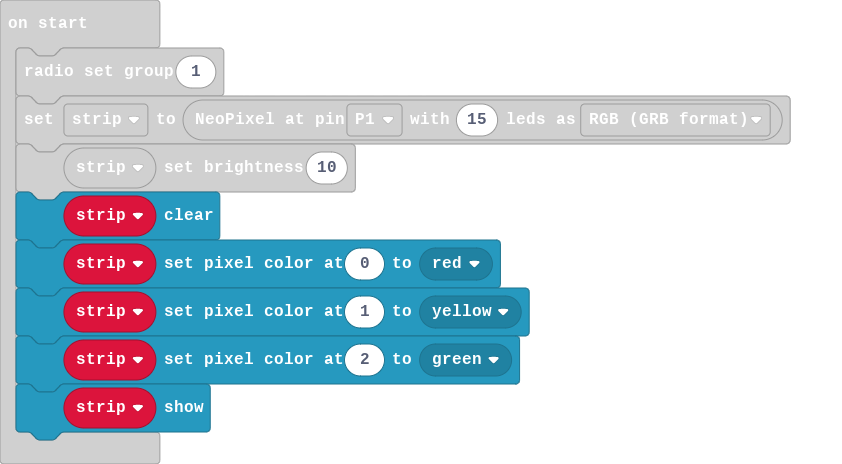 on start
radio set group 1
set strip to NeoPixel at pin P1 with 15 leds as RGB (GRB format)
strip set brightness 10
strip clear
strip set pixel color at 0 to red
strip set pixel color at 1 to yellow
strip set pixel color at 2 to green
strip show